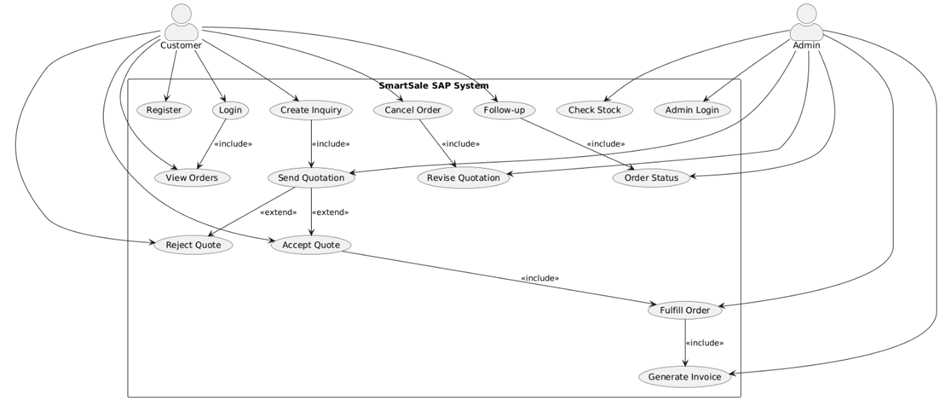 Customer
Admin
SmartSale SAP System
Register
Login
Create Inquiry
Cancel Order
Follow-up
Check Stock
Admin Login
«include»
«include»
«include»
«include»
View Orders
Send Quotation
Revise Quotation
Order Status
«extend»
«extend»
Reject Quote
Accept Quote
«include»
Fulfill Order
«include»
Generate Invoice